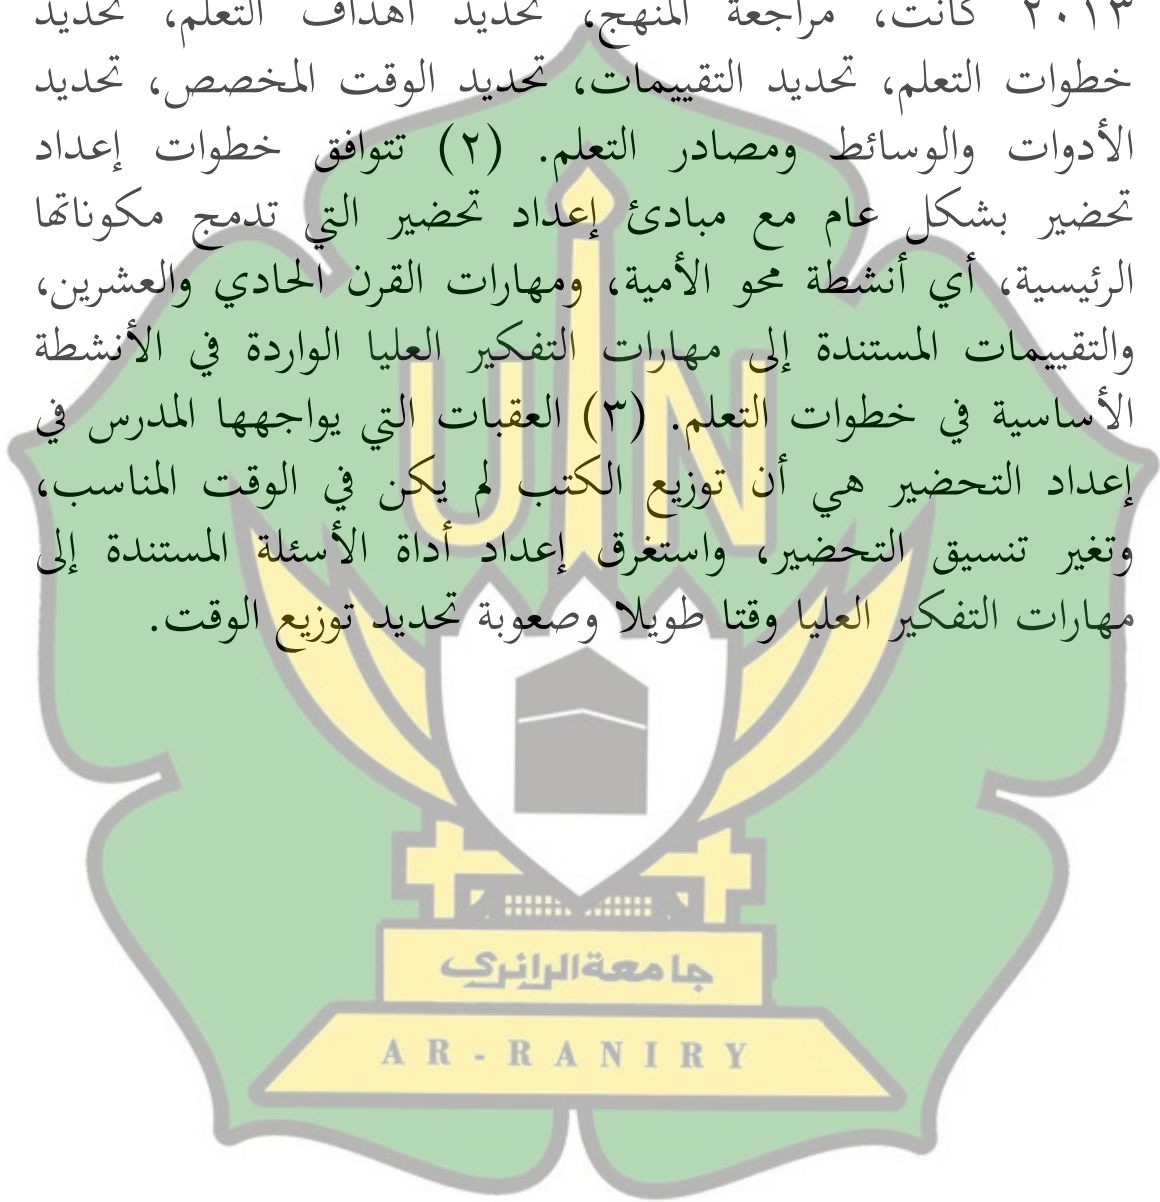 ٢٠١٣ كانت، مراجعة المنهج، تحديد أهداف التعلم، تحديد
خطوات التعلم، تحديد التقييمات، تحديد الوقت المخصص، تحديد
الأدوات والوسائط ومصادر التعلم. (٢) تتوافق خطوات إعداد
تحضير بشكل عام مع مبادئ إعداد تحضير التي تدمج مكوناتها
الرئيسية، أي أنشطة محو الأمية، ومهارات القرن الحادي والعشرين،
والتقييمات المستندة إلى مهارات التفكير العليا الواردة في الأنشطة
الأساسية في خطوات التعلم. (٣) العقبات التي يواجهها المدرس في
إعداد التحضير هي أن توزيع الكتب لم يكن في الوقت المناسب،
وتغير تنسيق التحضير، واستغرق إعداد أداة الأسئلة المستندة إلى
مهارات التفكير العليا وقتا طويلا وصعوبة تحديد توزيع الوقت.
UIN
جامعة الرانري
AR-RANIRY